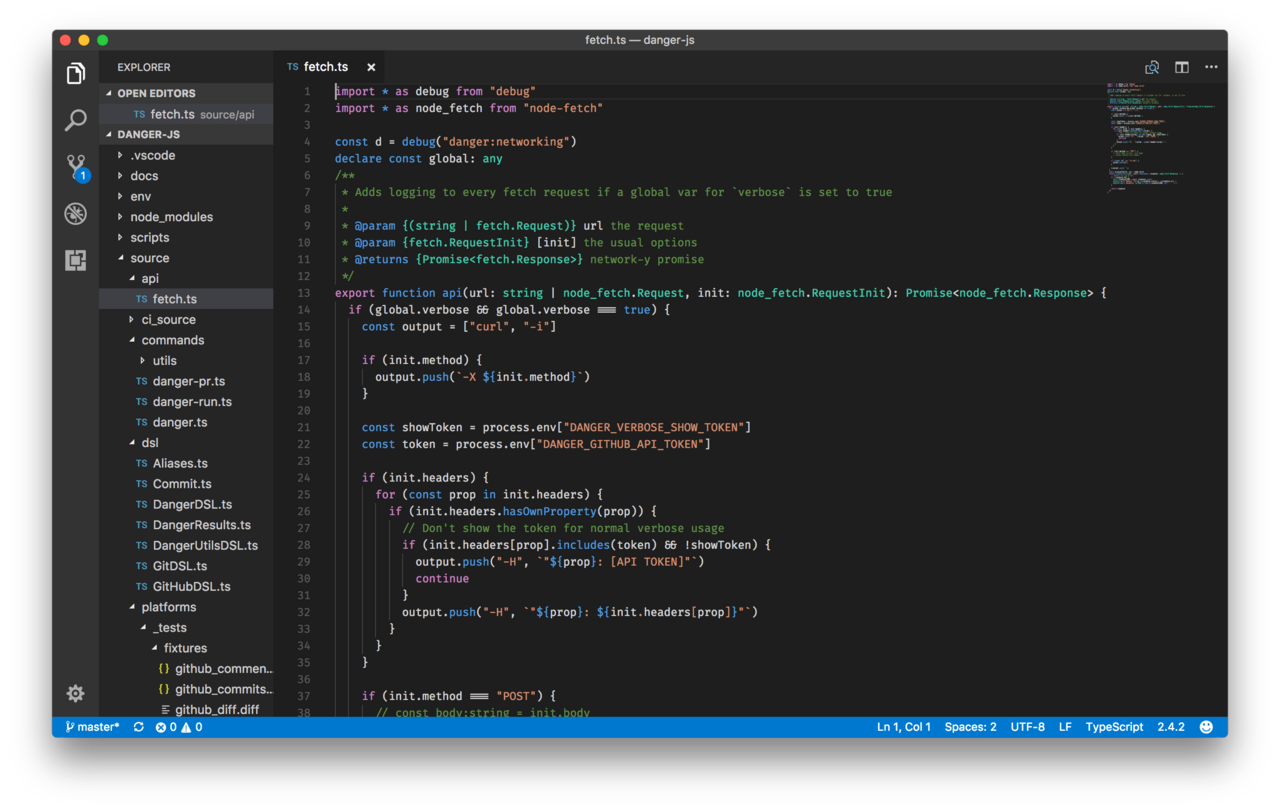 fetch.ts — danger-js
EXPLORER
OPEN EDITORS
TS fetch.ts source/api
DANGER-JS
.vscode
docs
env
node_modules
scripts
source
api
TS fetch.ts
ci_source
commands
utils
TS danger-pr.ts
TS danger-run.ts
TS danger.ts
dsl
TS Aliases.ts
TS Commit.ts
TS DangerDSL.ts
TS DangerResults.ts
TS DangerUtilsDSL.ts
TS GitDSL.ts
TS GitHubDSL.ts
platforms
_tests
fixtures
{} github_commen...
{} github_commits...
github_diff.diff
1
TS fetch.ts ×
1 import * as debug from "debug"
2 import * as node_fetch from "node-fetch"
3
4 const d = debug("danger:networking")
5 declare const global: any
6 /**
7  * Adds logging to every fetch request if a global var for `verbose` is set to true
8  *
9  * @param {(string | fetch.Request)} url the request
10  * @param {fetch.RequestInit} [init] the usual options
11  * @returns {Promise<fetch.Response>} network-y promise
12  */
13 export function api(url: string | node_fetch.Request, init: node_fetch.RequestInit): Promise<node_fetch.Response> {
14   if (global.verbose && global.verbose === true) {
15     const output = ["curl", "-i"]
16
17     if (init.method) {
18       output.push(`-X ${init.method}`)
19     }
20
21     const showToken = process.env["DANGER_VERBOSE_SHOW_TOKEN"]
22     const token = process.env["DANGER_GITHUB_API_TOKEN"]
23
24     if (init.headers) {
25       for (const prop in init.headers) {
26         if (init.headers.hasOwnProperty(prop)) {
27           // Don't show the token for normal verbose usage
28           if (init.headers[prop].includes(token) && !showToken) {
29             output.push("-H", `"${prop}: [API TOKEN]"`)
30             continue
31           }
32           output.push("-H", `"${prop}: ${init.headers[prop]}"`)
33         }
34       }
35     }
36
37     if (init.method === "POST") {
38       // const body:string = init.body
master* 0 0
Ln 1, Col 1 Spaces: 2 UTF-8 LF TypeScript 2.4.2